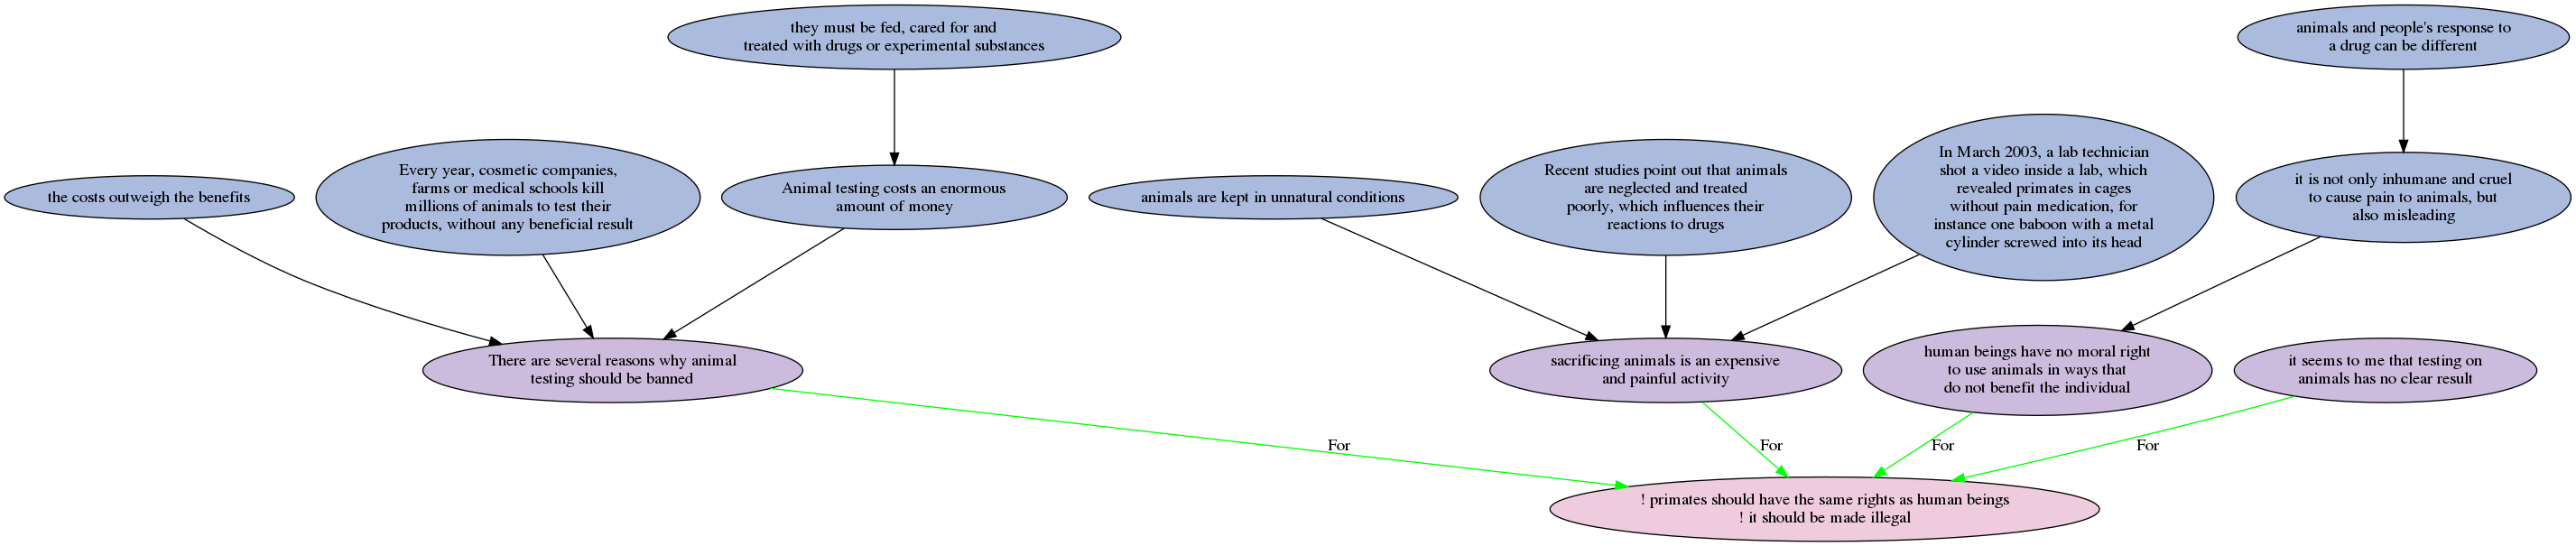 they must be fed, cared for and
treated with drugs or experimental substances
animals and people's response to
a drug can be different
the costs outweigh the benefits
Every year, cosmetic companies,
farms or medical schools kill
millions of animals to test their
products, without any beneficial result
Animal testing costs an enormous
amount of money
animals are kept in unnatural conditions
Recent studies point out that animals
are neglected and treated
poorly, which influences their
reactions to drugs
In March 2003, a lab technician
shot a video inside a lab, which
revealed primates in cages
without pain medication, for
instance one baboon with a metal
cylinder screwed into its head
it is not only inhumane and cruel
to cause pain to animals, but
also misleading
There are several reasons why animal
testing should be banned
sacrificing animals is an expensive
and painful activity
human beings have no moral right
to use animals in ways that
do not benefit the individual
it seems to me that testing on
animals has no clear result
For
For
For
For
! primates should have the same rights as human beings
! it should be made illegal